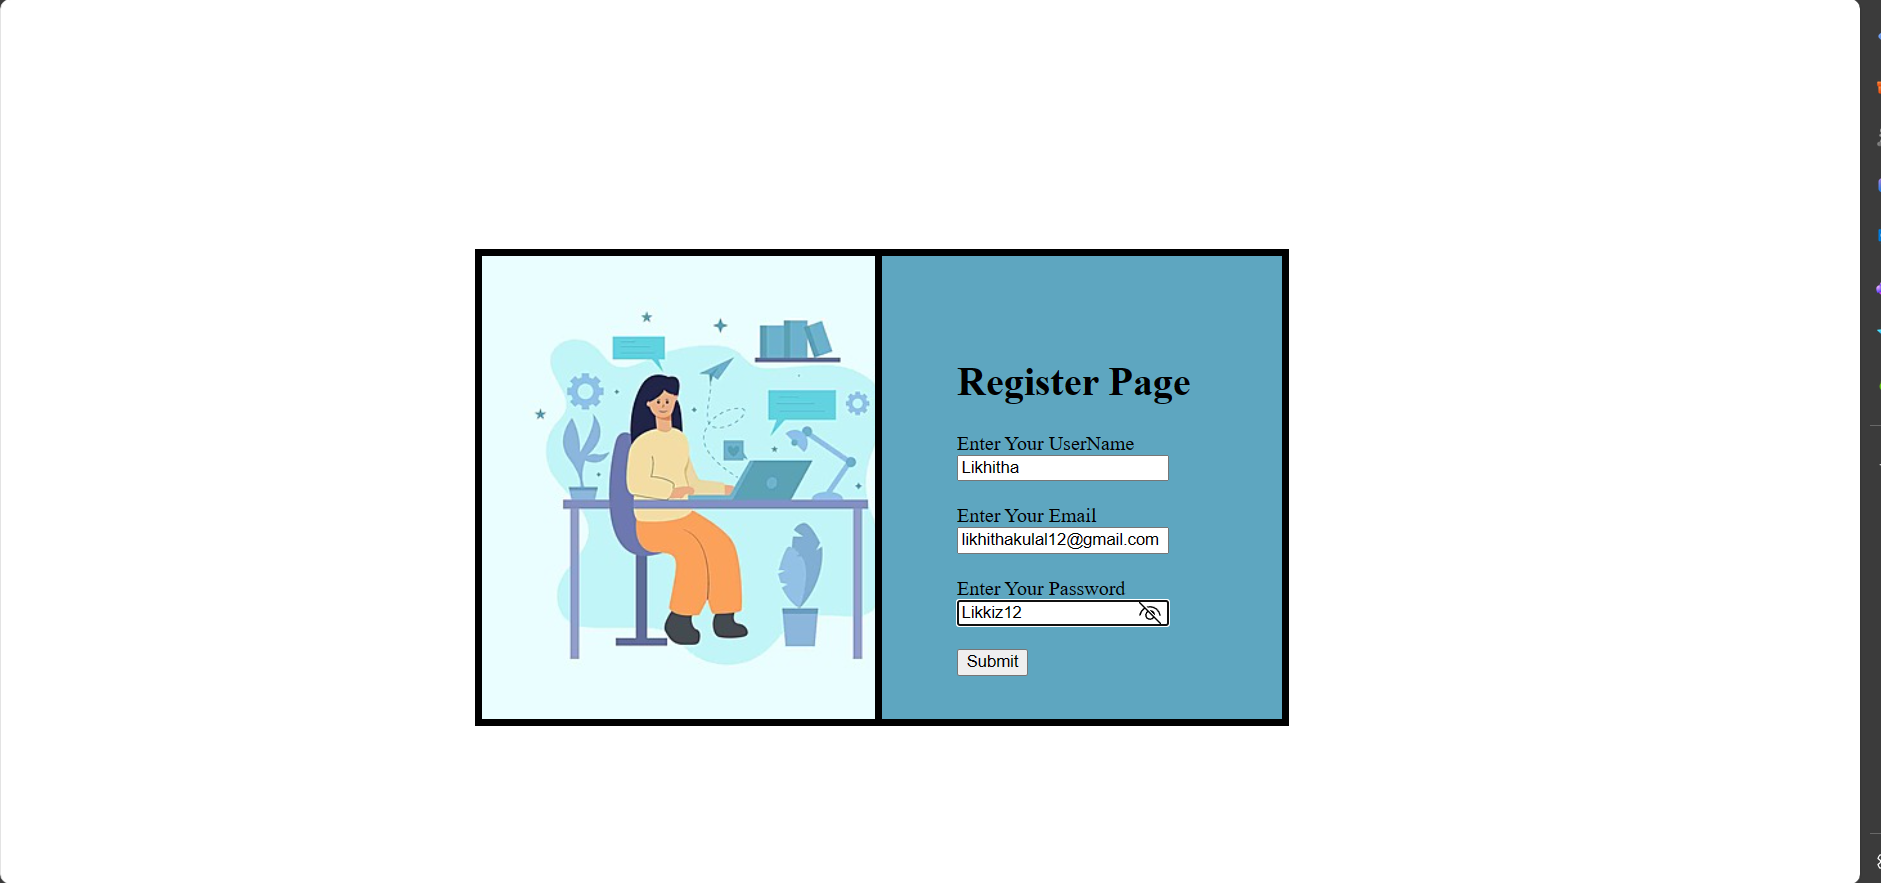 Register Page
Enter Your UserName
Likhitha
Enter Your Email
likhithakulal12@gmail.com
Enter Your Password
Likkiz12
Submit